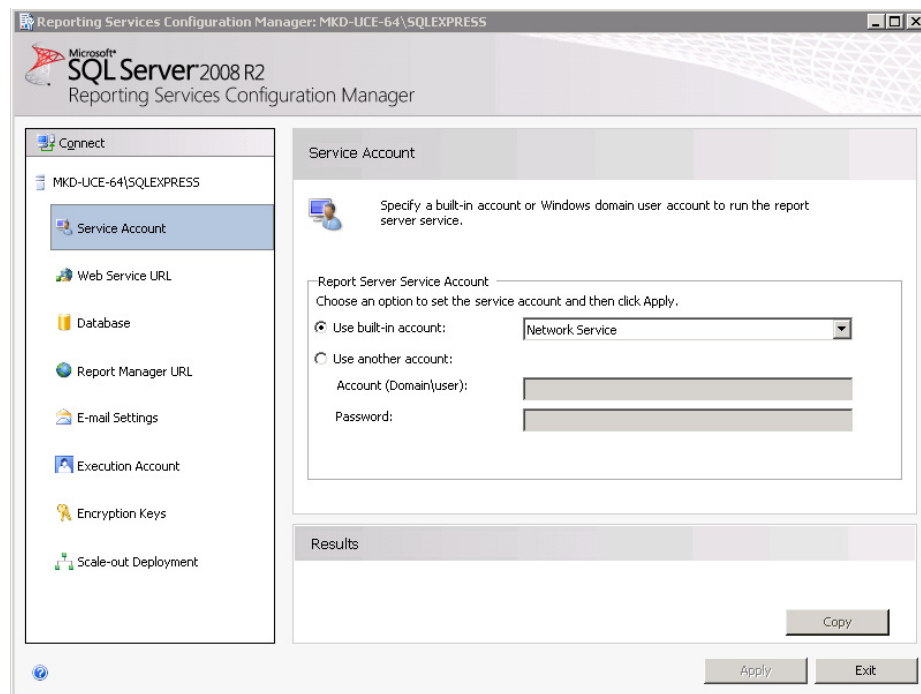 Reporting Services Configuration Manager: MKD-UCE-64\SQLEXPRESS
Microsoft®
SQL Server 2008 R2
Reporting Services Configuration Manager
Connect
MKD-UCE-64\SQLEXPRESS
Service Account
Web Service URL
Database
Report Manager URL
E-mail Settings
Execution Account
Encryption Keys
Scale-out Deployment
Service Account
Specify a built-in account or Windows domain user account to run the report
server service.
Report Server Service Account
Choose an option to set the service account and then click Apply.
Use built-in account:
Network Service
Use another account:
Account (Domain\user):
Password:
Results
Copy
Apply
Exit